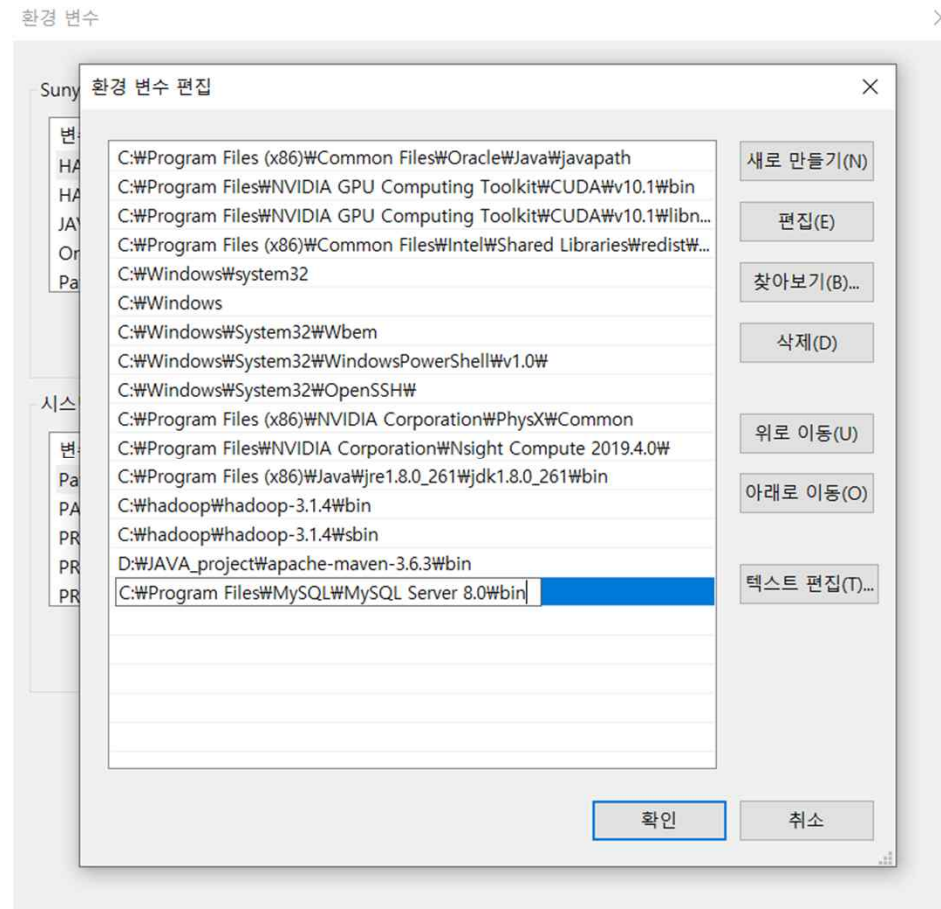 환경 변수
Suny
환경 변수 편집
변
HA
HA
JA
Or
Pa
C:₩Program Files (x86)₩Common Files₩Oracle₩Java₩javapath
C:₩Program Files₩NVIDIA GPU Computing Toolkit₩CUDA₩v10.1₩bin
C:₩Program Files₩NVIDIA GPU Computing Toolkit₩CUDA₩v10.1₩libn...
C:₩Program Files (x86)₩Common Files₩Intel₩Shared Libraries₩redist₩...
C:₩Windows₩system32
C:₩Windows
C:₩Windows₩System32₩Wbem
C:₩Windows₩System32₩WindowsPowerShell₩v1.0₩
C:₩Windows₩System32₩OpenSSH₩
C:₩Program Files (x86)₩NVIDIA Corporation₩PhysX₩Common
C:₩Program Files₩NVIDIA Corporation₩Nsight Compute 2019.4.0₩
C:₩Program Files (x86)₩Java₩jre1.8.0_261₩jdk1.8.0_261₩bin
C:₩hadoop₩hadoop-3.1.4₩bin
C:₩hadoop₩hadoop-3.1.4₩sbin
D:₩JAVA_project₩apache-maven-3.6.3₩bin
C:₩Program Files₩MySQL₩MySQL Server 8.0₩bin
새로 만들기(N)
편집(E)
찾아보기(B)...
삭제(D)
위로 이동(U)
아래로 이동(O)
텍스트 편집(T)...
시스
변
Pa
PA
PR
PR
PR
확인
취소